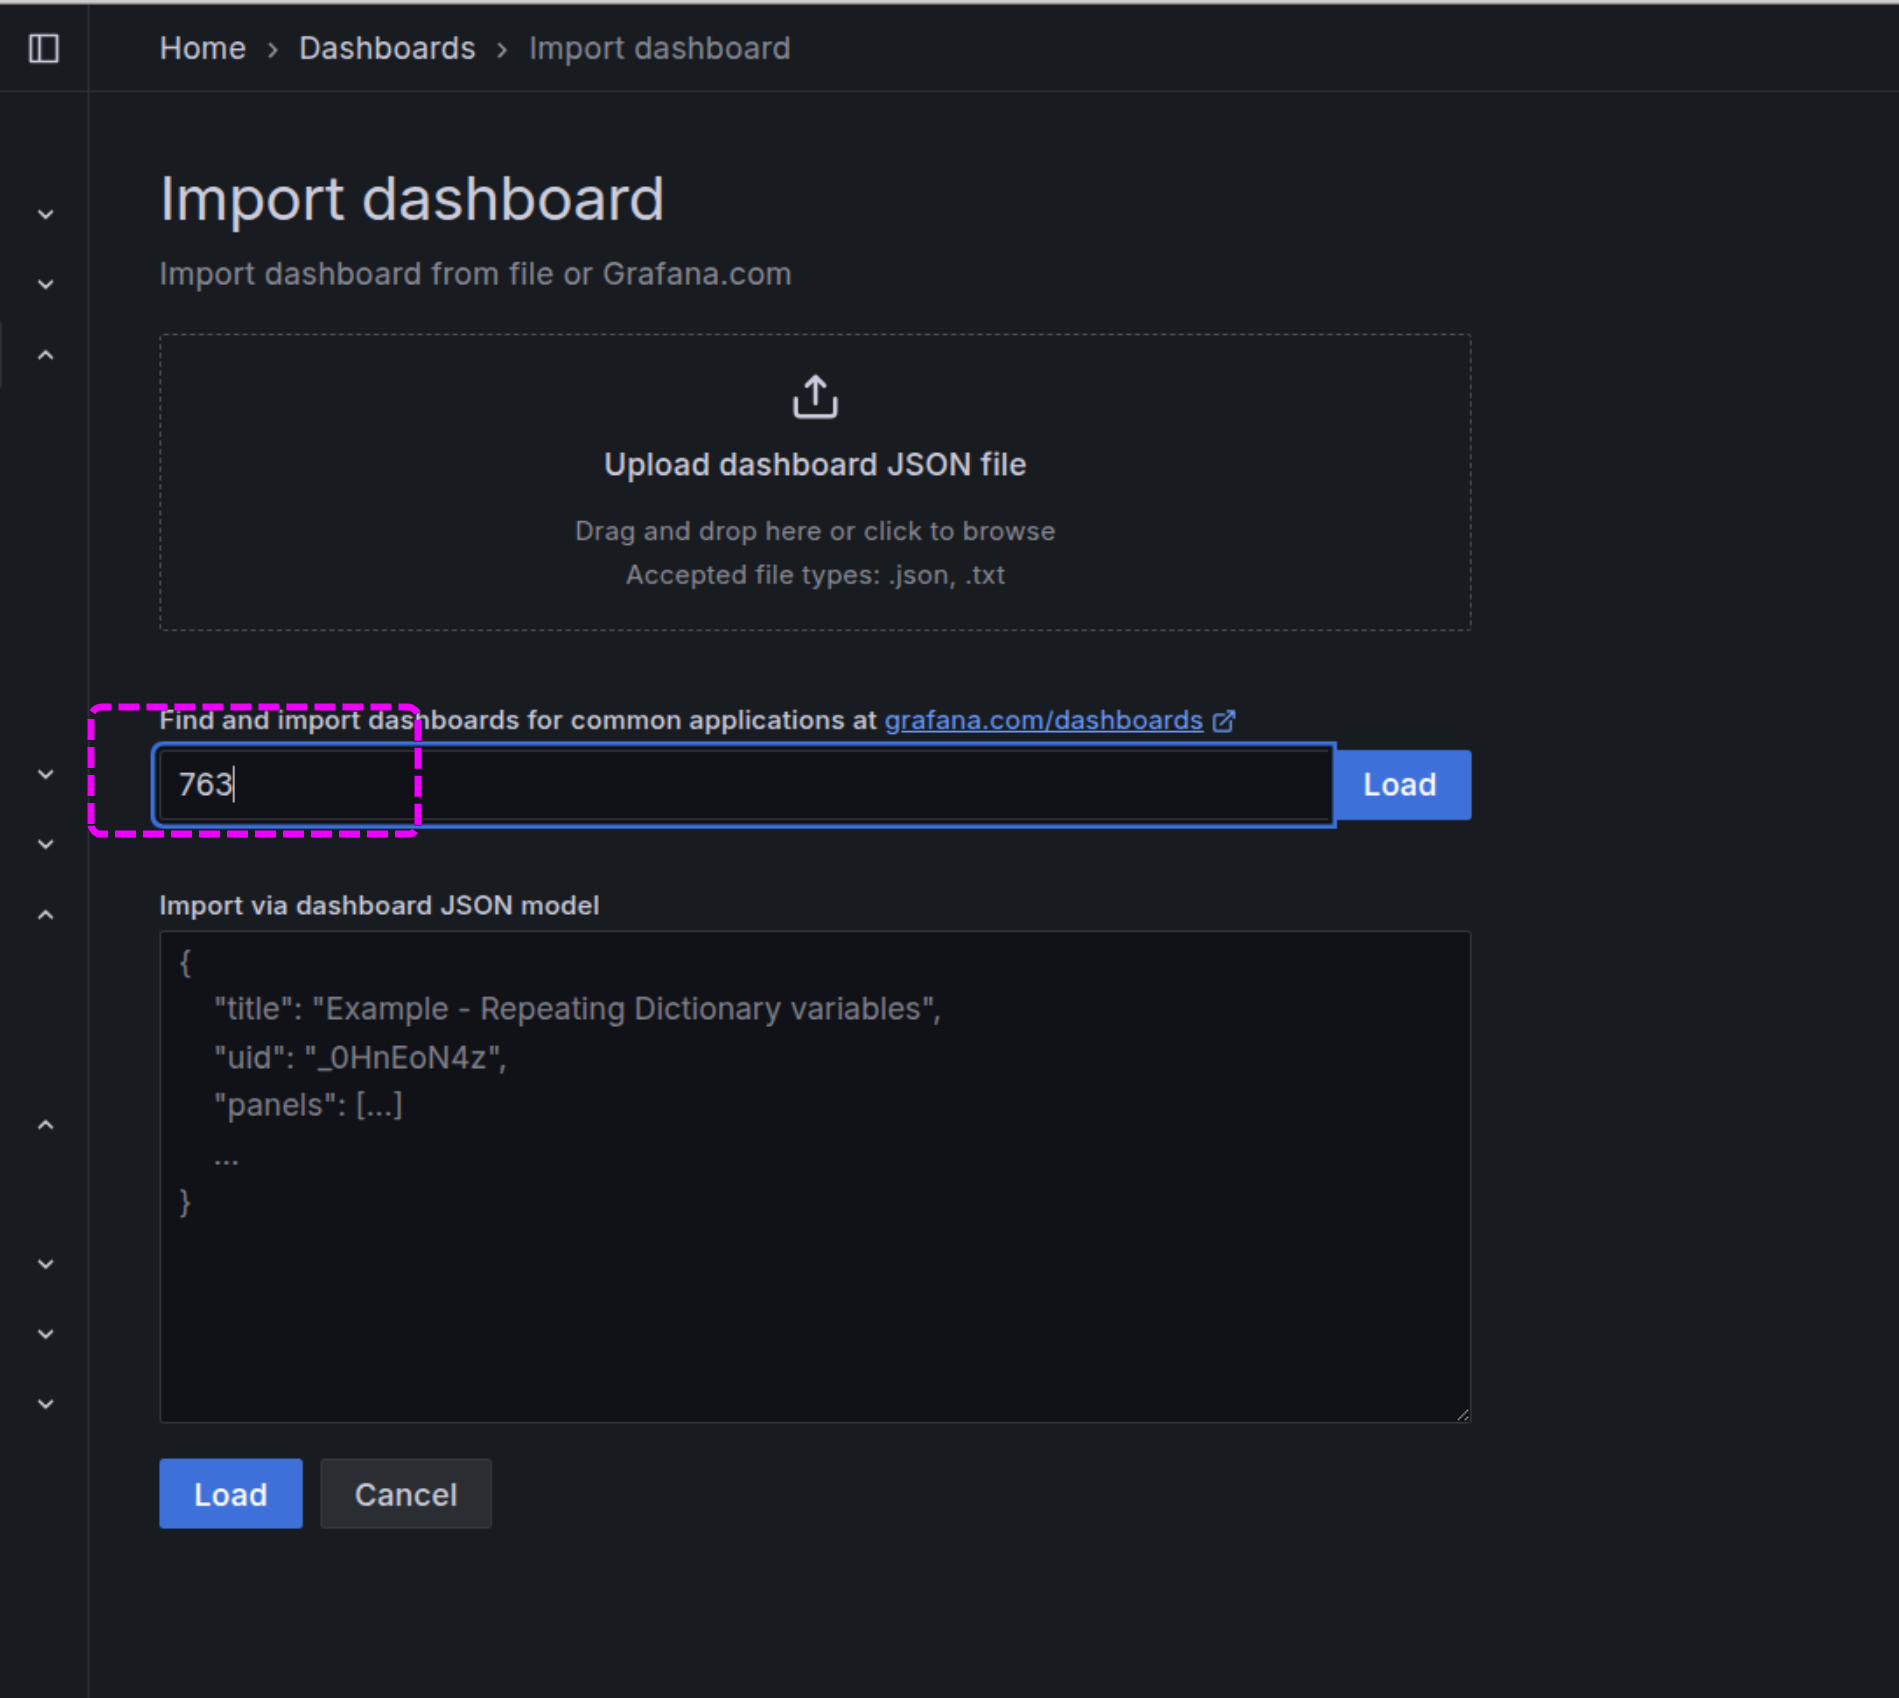 Home › Dashboards › Import dashboard
Import dashboard
Import dashboard from file or Grafana.com
Upload dashboard JSON file
Drag and drop here or click to browse
Accepted file types: .json, .txt
Find and import dashboards for common applications at grafana.com/dashboards
763
Load
Import via dashboard JSON model
{
"title": "Example - Repeating Dictionary variables",
"uid": "_0HnEoN4z",
"panels": [...]
...
}
Load
Cancel